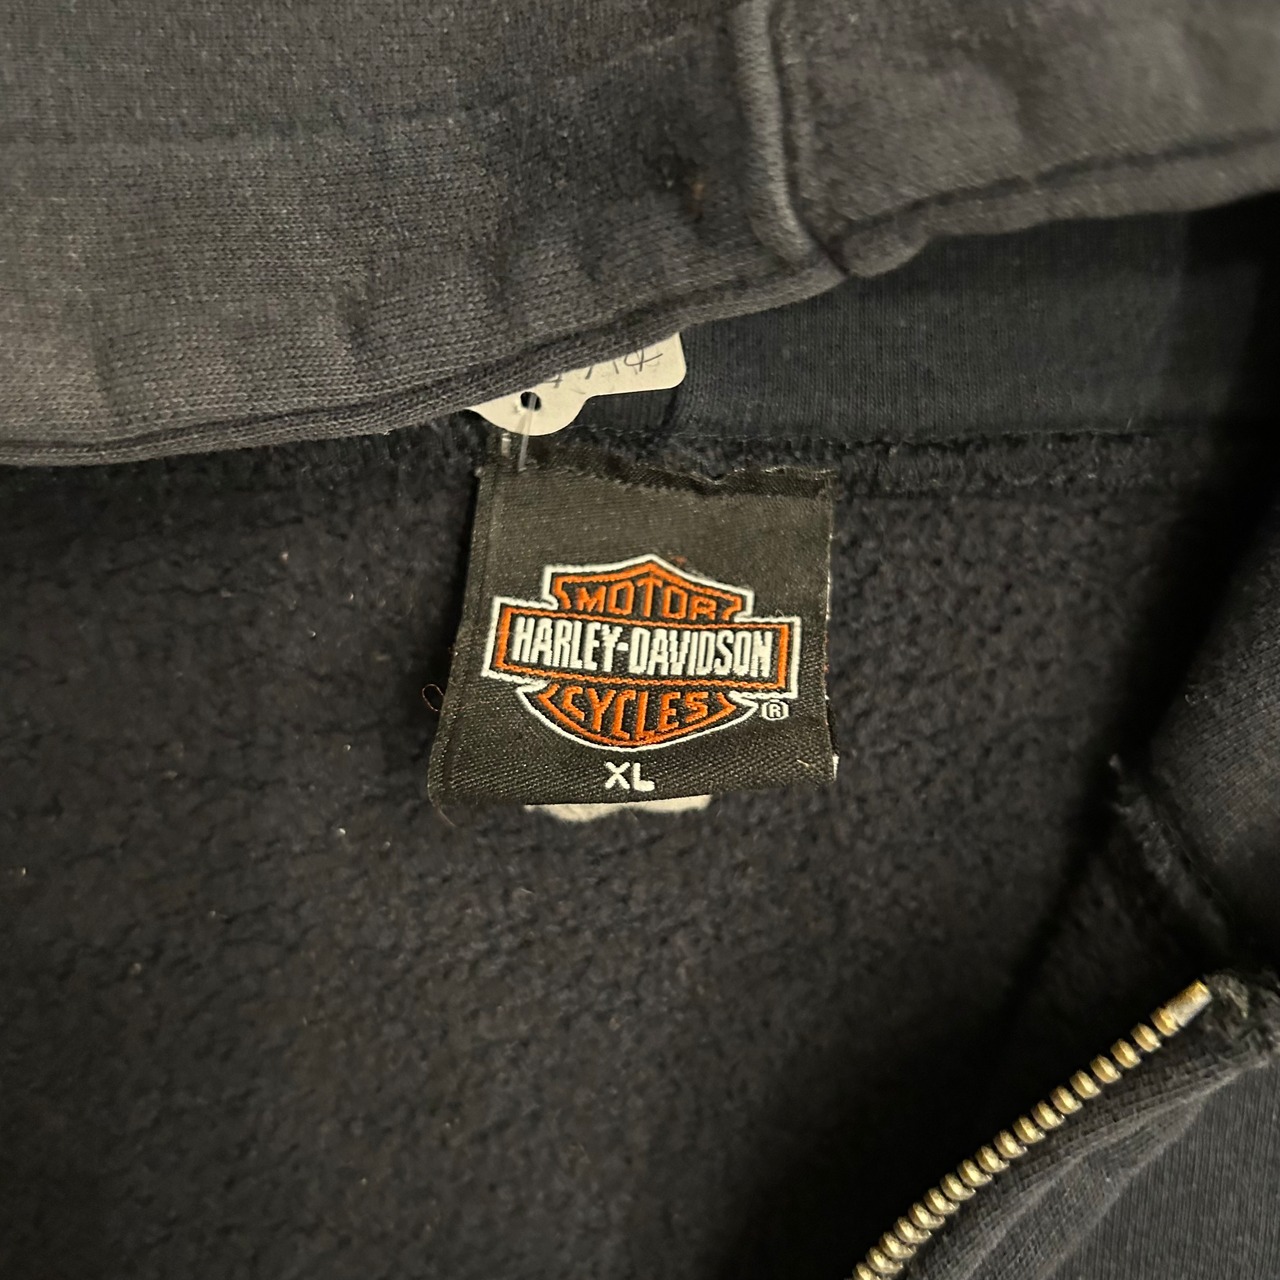 MOTOR
HARLEY-DAVIDSON
CYCLES
®
XL